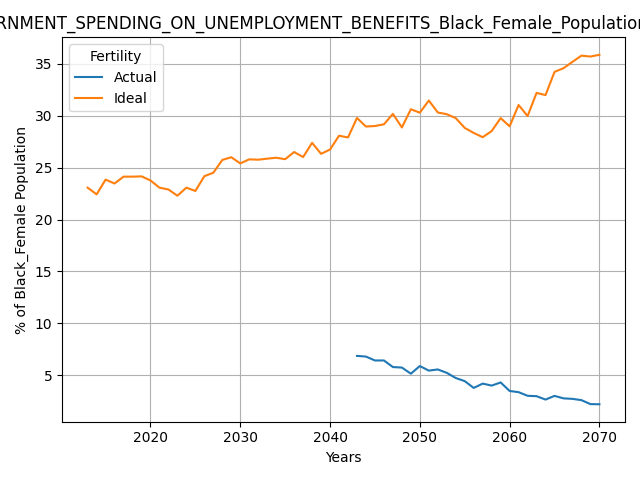 RNMENT_SPENDING_ON_UNEMPLOYMENT_BENEFITS_Black_Female_Population
Fertility
Actual
Ideal
% of Black_Female Population
35
30
25
20
15
10
5
2020 2030 2040 2050 2060 2070
Years